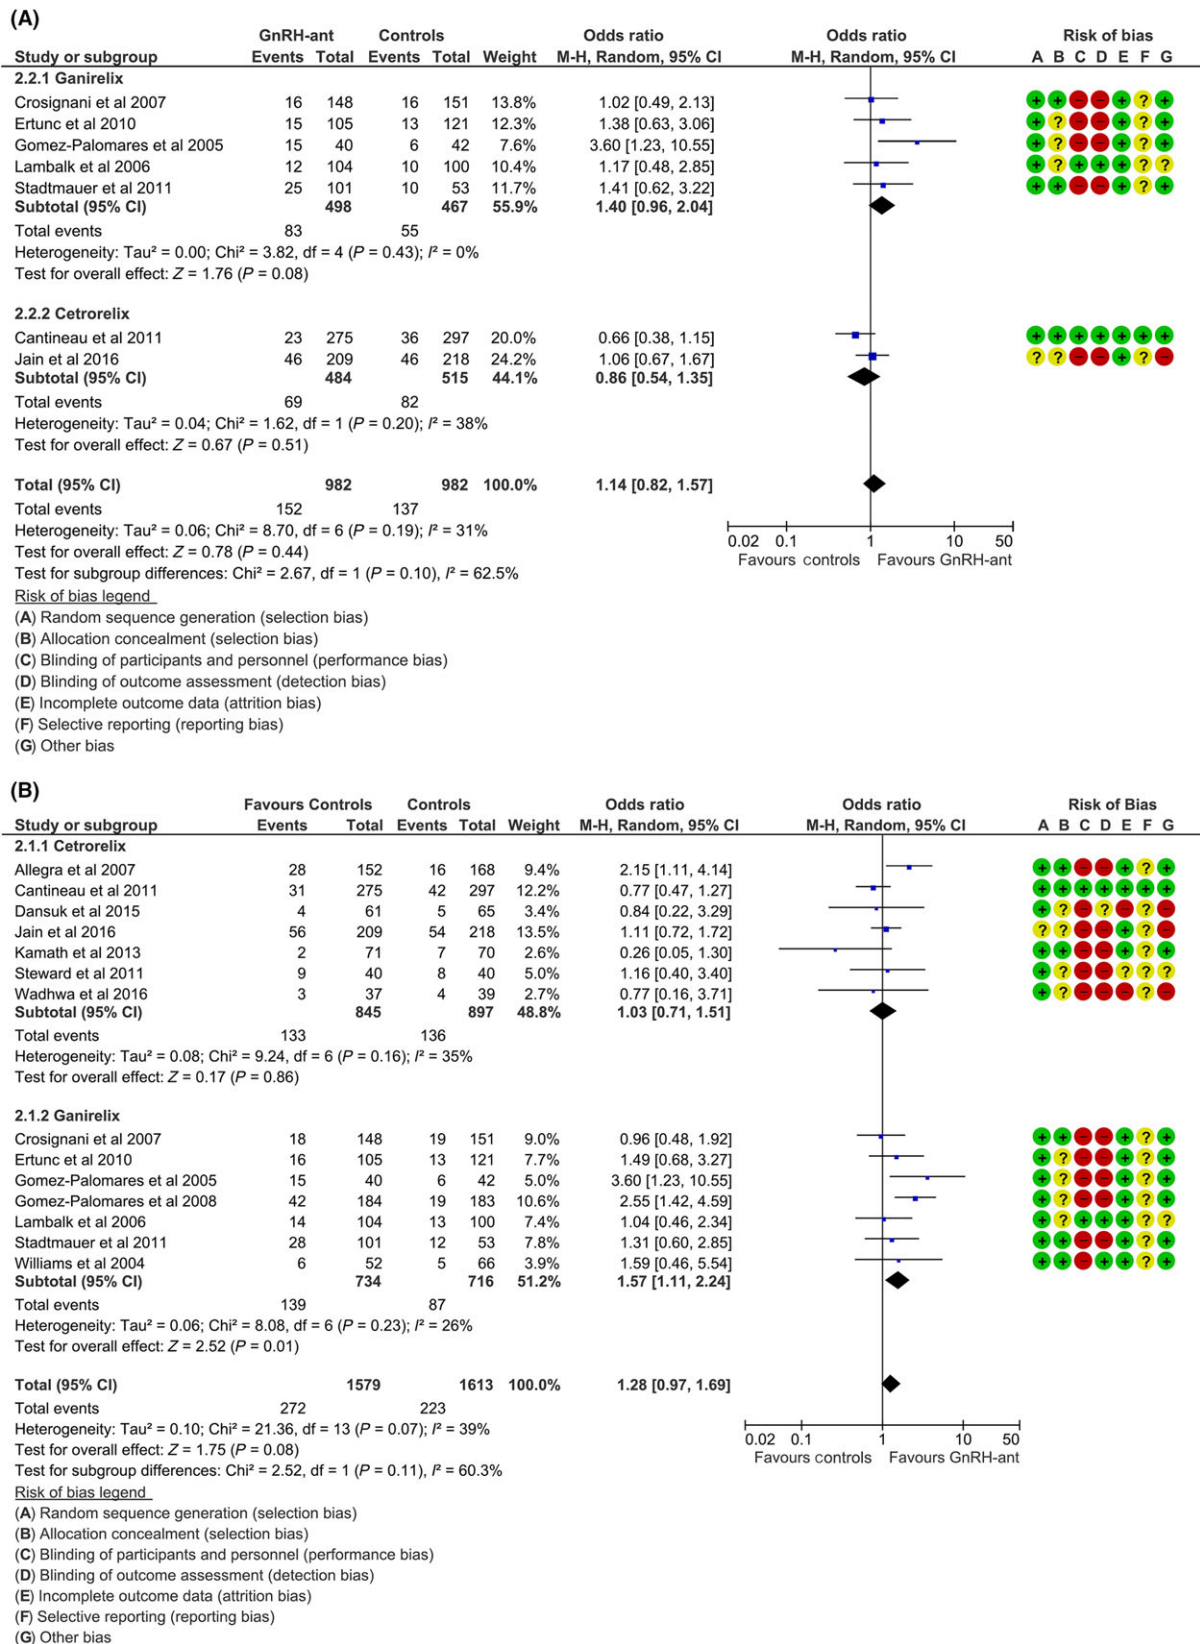 (A)
GnRH-ant Controls Odds ratio Odds ratio Risk of bias
Study or subgroup Events Total Events Total Weight M-H, Random, 95% CI M-H, Random, 95% CI A B C D E F G
2.2.1 Ganirelix
Crosignani et al 2007 16 148 16 151 13.8% 1.02 [0.49, 2.13] + + − − + ? +
Ertunc et al 2010 15 105 13 121 12.3% 1.38 [0.63, 3.06] + ? − − + ? +
Gomez-Palomares et al 2005 15 40 6 42 7.6% 3.60 [1.23, 10.55] + ? − − + ? +
Lambalk et al 2006 12 104 10 100 10.4% 1.17 [0.48, 2.85] + ? + + + ? ?
Stadtmauer et al 2011 25 101 10 53 11.7% 1.41 [0.62, 3.22] + ? − − + ? +
Subtotal (95% CI) 498 467 55.9% 1.40 [0.96, 2.04]
Total events 83 55
Heterogeneity: Tau² = 0.00; Chi² = 3.82, df = 4 (P = 0.43); I² = 0%
Test for overall effect: Z = 1.76 (P = 0.08)
2.2.2 Cetrorelix
Cantineau et al 2011 23 275 36 297 20.0% 0.66 [0.38, 1.15] + + + + + + +
Jain et al 2016 46 209 46 218 24.2% 1.06 [0.67, 1.67] ? ? − − + ? −
Subtotal (95% CI) 484 515 44.1% 0.86 [0.54, 1.35]
Total events 69 82
Heterogeneity: Tau² = 0.04; Chi² = 1.62, df = 1 (P = 0.20); I² = 38%
Test for overall effect: Z = 0.67 (P = 0.51)
Total (95% CI) 982 982 100.0% 1.14 [0.82, 1.57]
Total events 152 137
Heterogeneity: Tau² = 0.06; Chi² = 8.70, df = 6 (P = 0.19); I² = 31%
Test for overall effect: Z = 0.78 (P = 0.44)
Test for subgroup differences: Chi² = 2.67, df = 1 (P = 0.10), I² = 62.5%
0.02 0.1 1 10 50
Favours controls Favours GnRH-ant
Risk of bias legend
(A) Random sequence generation (selection bias)
(B) Allocation concealment (selection bias)
(C) Blinding of participants and personnel (performance bias)
(D) Blinding of outcome assessment (detection bias)
(E) Incomplete outcome data (attrition bias)
(F) Selective reporting (reporting bias)
(G) Other bias
(B)
Favours Controls Controls Odds ratio Odds ratio Risk of Bias
Study or subgroup Events Total Events Total Weight M-H, Random, 95% CI M-H, Random, 95% CI A B C D E F G
2.1.1 Cetrorelix
Allegra et al 2007 28 152 16 168 9.4% 2.15 [1.11, 4.14] + + − − + ? +
Cantineau et al 2011 31 275 42 297 12.2% 0.77 [0.47, 1.27] + + + + + + +
Dansuk et al 2015 4 61 5 65 3.4% 0.84 [0.22, 3.29] + ? − ? − ? −
Jain et al 2016 56 209 54 218 13.5% 1.11 [0.72, 1.72] ? ? − − + ? −
Kamath et al 2013 2 71 7 70 2.6% 0.26 [0.05, 1.30] + + − − + ? +
Steward et al 2011 9 40 8 40 5.0% 1.16 [0.40, 3.40] + ? − − ? ? ?
Wadhwa et al 2016 3 37 4 39 2.7% 0.77 [0.16, 3.71] + ? − − − ? −
Subtotal (95% CI) 845 897 48.8% 1.03 [0.71, 1.51]
Total events 133 136
Heterogeneity: Tau² = 0.08; Chi² = 9.24, df = 6 (P = 0.16); I² = 35%
Test for overall effect: Z = 0.17 (P = 0.86)
2.1.2 Ganirelix
Crosignani et al 2007 18 148 19 151 9.0% 0.96 [0.48, 1.92] + + − − + ? +
Ertunc et al 2010 16 105 13 121 7.7% 1.49 [0.68, 3.27] + ? − − + ? +
Gomez-Palomares et al 2005 15 40 6 42 5.0% 3.60 [1.23, 10.55] + ? − − + ? +
Gomez-Palomares et al 2008 42 184 19 183 10.6% 2.55 [1.42, 4.59] + ? − − + ? +
Lambalk et al 2006 14 104 13 100 7.4% 1.04 [0.46, 2.34] + ? + + + ? ?
Stadtmauer et al 2011 28 101 12 53 7.8% 1.31 [0.60, 2.85] + ? − − + ? +
Williams et al 2004 6 52 5 66 3.9% 1.59 [0.46, 5.54] + + − + + ? +
Subtotal (95% CI) 734 716 51.2% 1.57 [1.11, 2.24]
Total events 139 87
Heterogeneity: Tau² = 0.06; Chi² = 8.08, df = 6 (P = 0.23); I² = 26%
Test for overall effect: Z = 2.52 (P = 0.01)
Total (95% CI) 1579 1613 100.0% 1.28 [0.97, 1.69]
Total events 272 223
Heterogeneity: Tau² = 0.10; Chi² = 21.36, df = 13 (P = 0.07); I² = 39%
Test for overall effect: Z = 1.75 (P = 0.08)
Test for subgroup differences: Chi² = 2.52, df = 1 (P = 0.11), I² = 60.3%
0.02 0.1 1 10 50
Favours controls Favours GnRH-ant
Risk of bias legend
(A) Random sequence generation (selection bias)
(B) Allocation concealment (selection bias)
(C) Blinding of participants and personnel (performance bias)
(D) Blinding of outcome assessment (detection bias)
(E) Incomplete outcome data (attrition bias)
(F) Selective reporting (reporting bias)
(G) Other bias